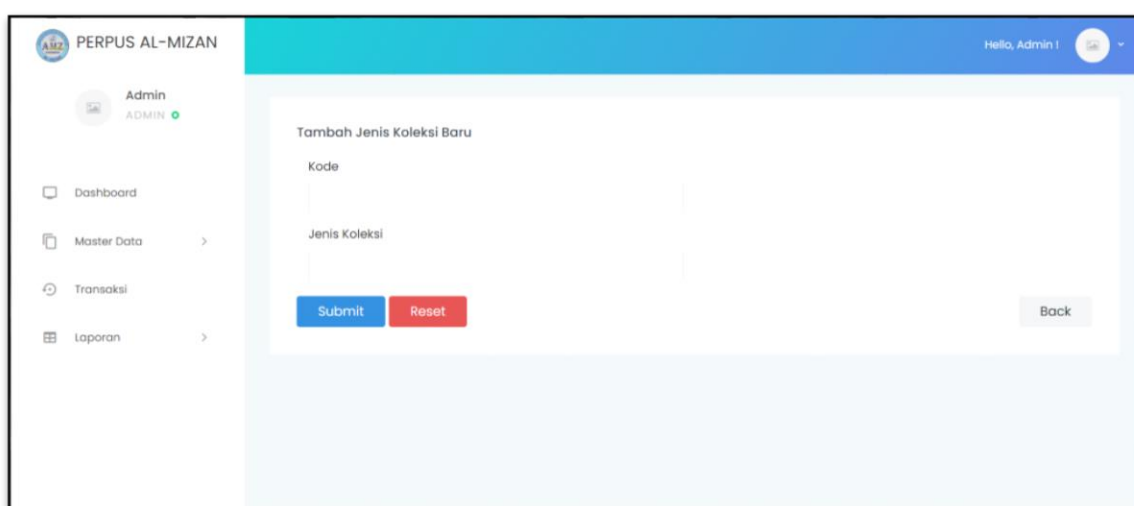 AMZ
PERPUS AL-MIZAN
Hello, Admin !
Admin
ADMIN
Dashboard
Master Data
Transaksi
Laporan
Tambah Jenis Koleksi Baru
Kode
Jenis Koleksi
Submit
Reset
Back